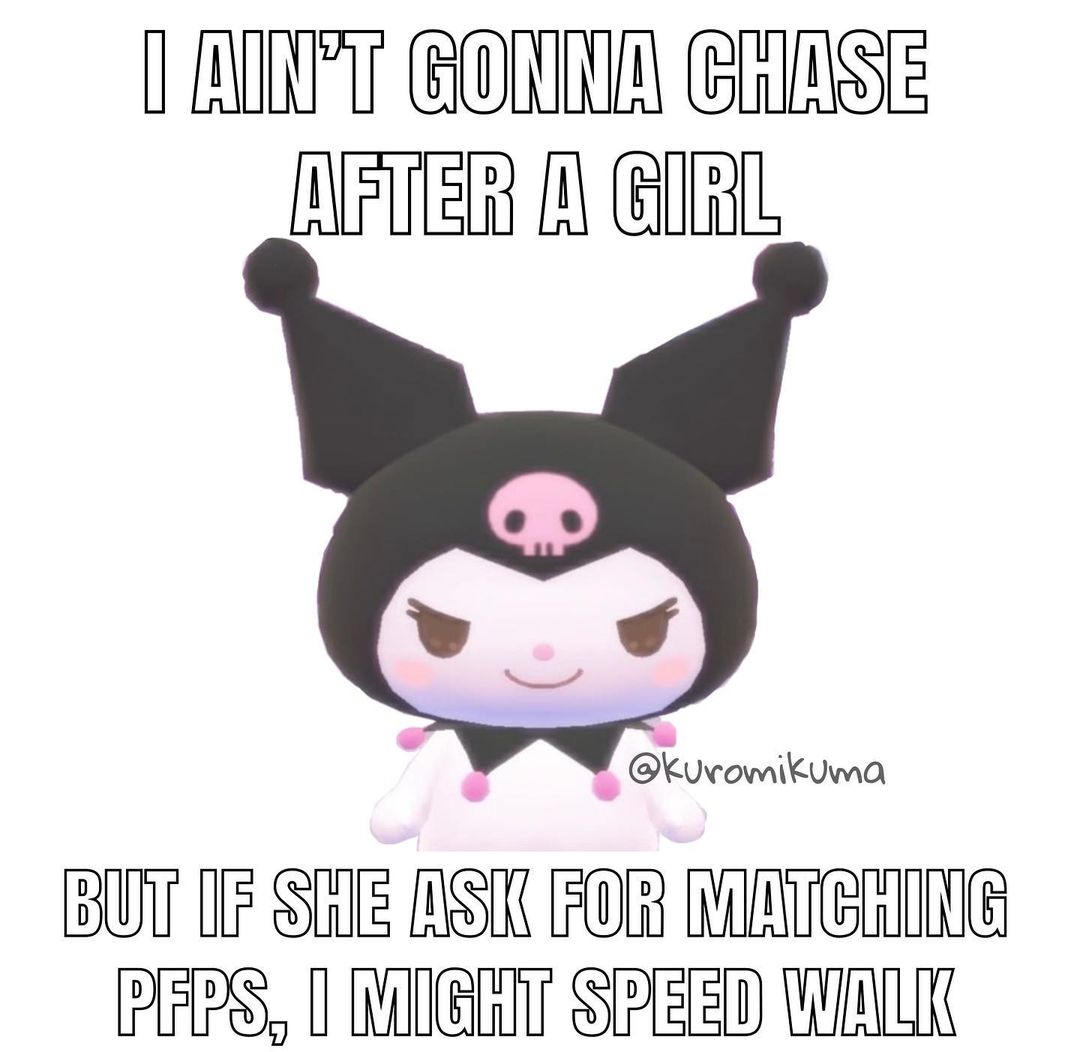 I AIN'T GONNA CHASE
AFTER A GIRL
@kuromikuma
BUT IF SHE ASK FOR MATCHING
PFPS, I MIGHT SPEED WALK